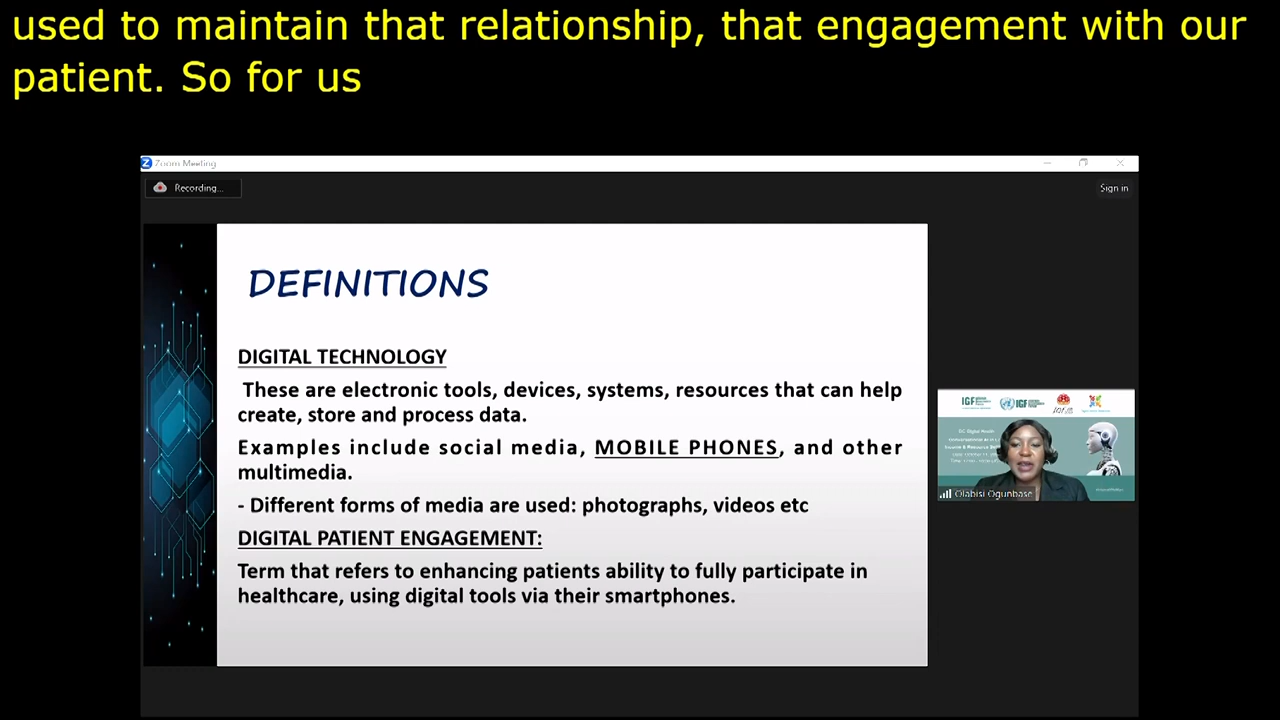 used to maintain that relationship, that engagement with our
patient. So for us
Zoom Meeting
Recording...
Sign in
DEFINITIONS
DIGITAL TECHNOLOGY
These are electronic tools, devices, systems, resources that can help
create, store and process data.
Examples include social media, MOBILE PHONES, and other
multimedia.
- Different forms of media are used: photographs, videos etc
DIGITAL PATIENT ENGAGEMENT:
Term that refers to enhancing patients ability to fully participate in
healthcare, using digital tools via their smartphones.
IGF
IGF
DC Digital Health
Olabisi Ogunbase